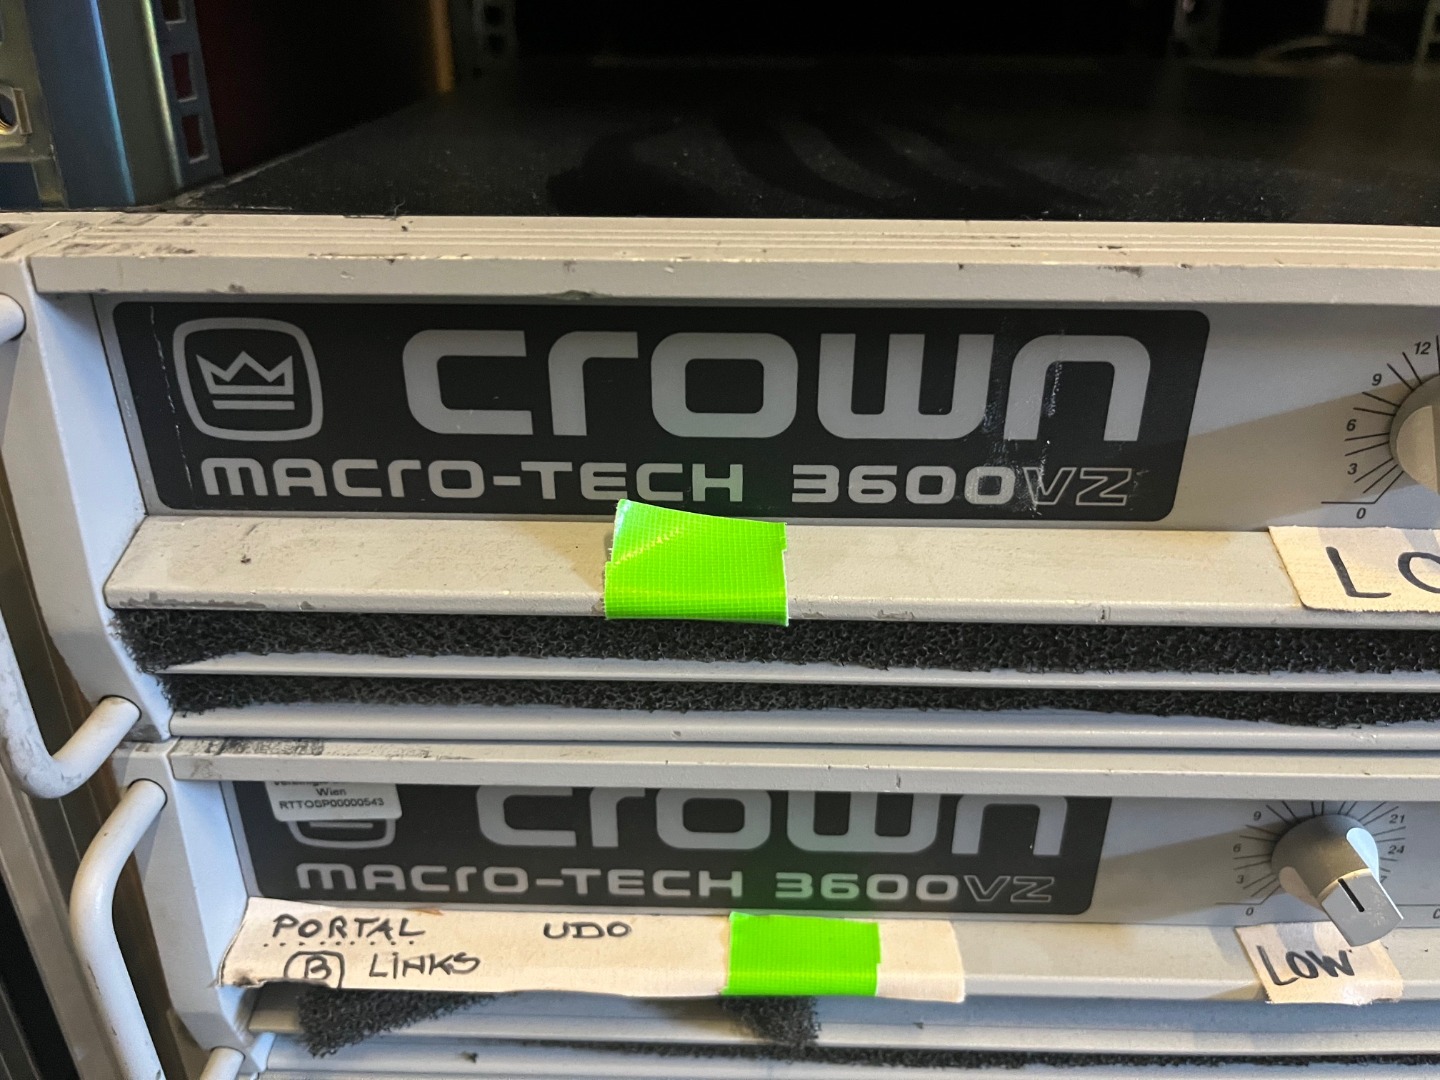 crown
MACrO-TECH 3600VZ
12
9
6
3
0
Wien
RTTOSP00000543
crown
MACrO-TECH 3600VZ
9
6
3
0
21
24
PORTAL UDO
B LINKS
LOW